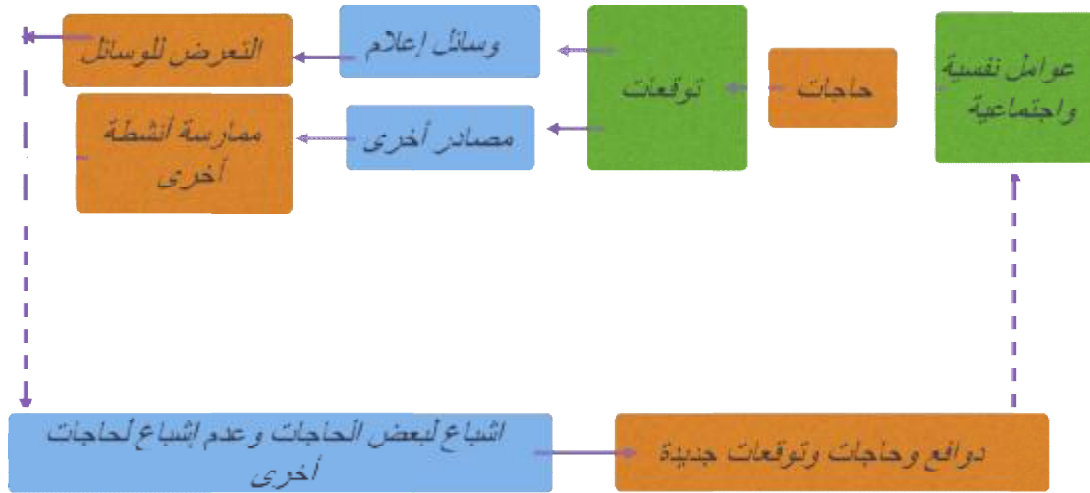 عوامل نفسية
واجتماعية
حاجات
توقعات
وسائل إعلام
التعرض للوسائل
مصادر أخرى
ممارسة أنشطة
أخرى
اشباع لبعض الحاجات وعدم إشباع لحاجات
أخرى
دوافع وحاجات وتوقعات جديدة